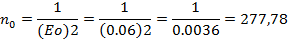 n₀ = 1/(Eo)2 = 1/(0.06)2 = 1/0.0036 = 277,78